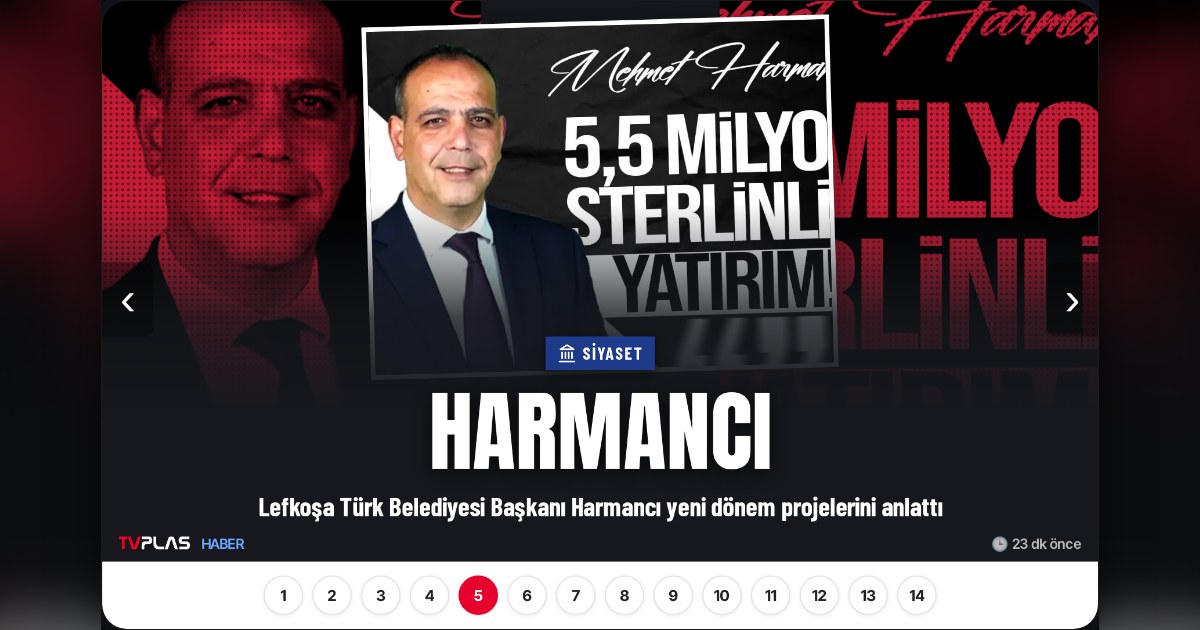 Mehmet Harman
5,5 MİLYO
STERLİNLİ
YATIRIM!
SİYASET
HARMANCI
Lefkoşa Türk Belediyesi Başkanı Harmancı yeni dönem projelerini anlattı
TVPLAS HABER
23 dk önce
1 2 3 4 5 6 7 8 9 10 11 12 13 14